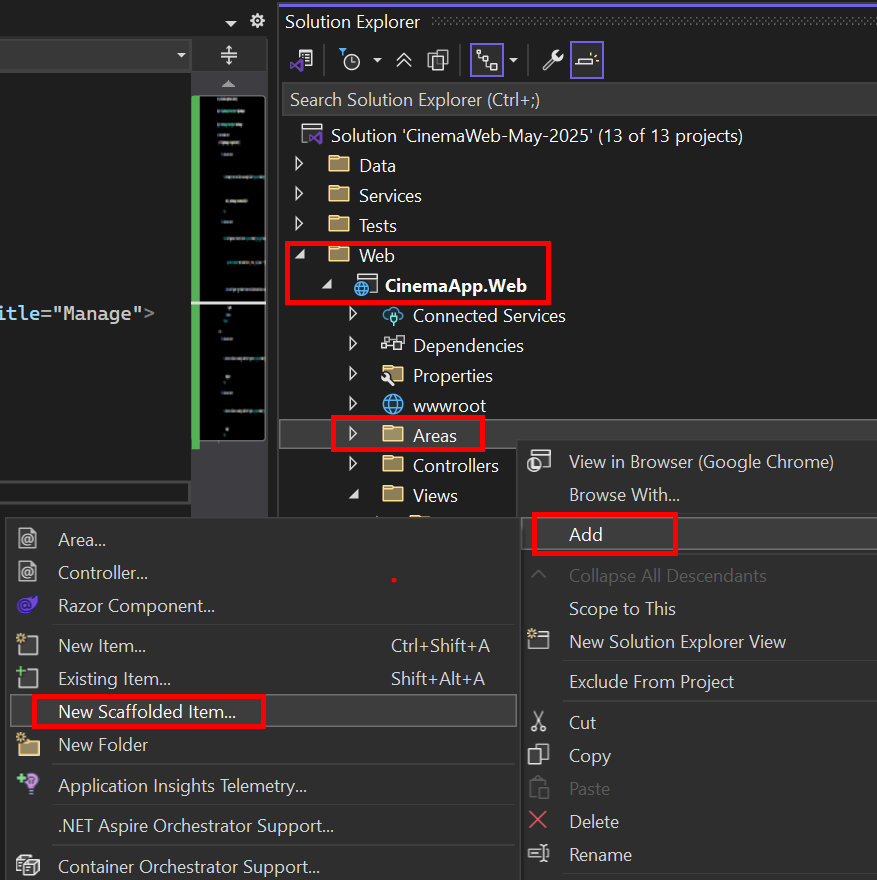 Solution Explorer
Search Solution Explorer (Ctrl+;)
Solution 'CinemaWeb-May-2025' (13 of 13 projects)
Data
Services
Tests
Web
CinemaApp.Web
Connected Services
itle="Manage">
Dependencies
Properties
wwwroot
Areas
Controllers
Views
View in Browser (Google Chrome)
Browse With...
Add
Collapse All Descendants
Scope to This
New Solution Explorer View
Exclude From Project
Cut
Copy
Paste
Delete
Rename
Area...
Controller...
Razor Component...
New Item... Ctrl+Shift+A
Existing Item... Shift+Alt+A
New Scaffolded Item...
New Folder
Application Insights Telemetry...
.NET Aspire Orchestrator Support...
Container Orchestrator Support...